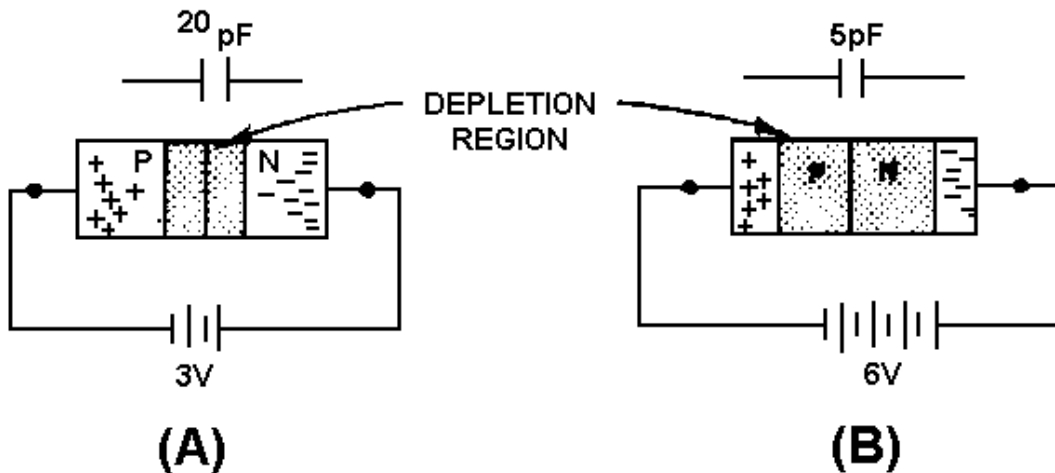 20 pF
5pF
DEPLETION
REGION
P N
P N
3V
6V
(A)
(B)